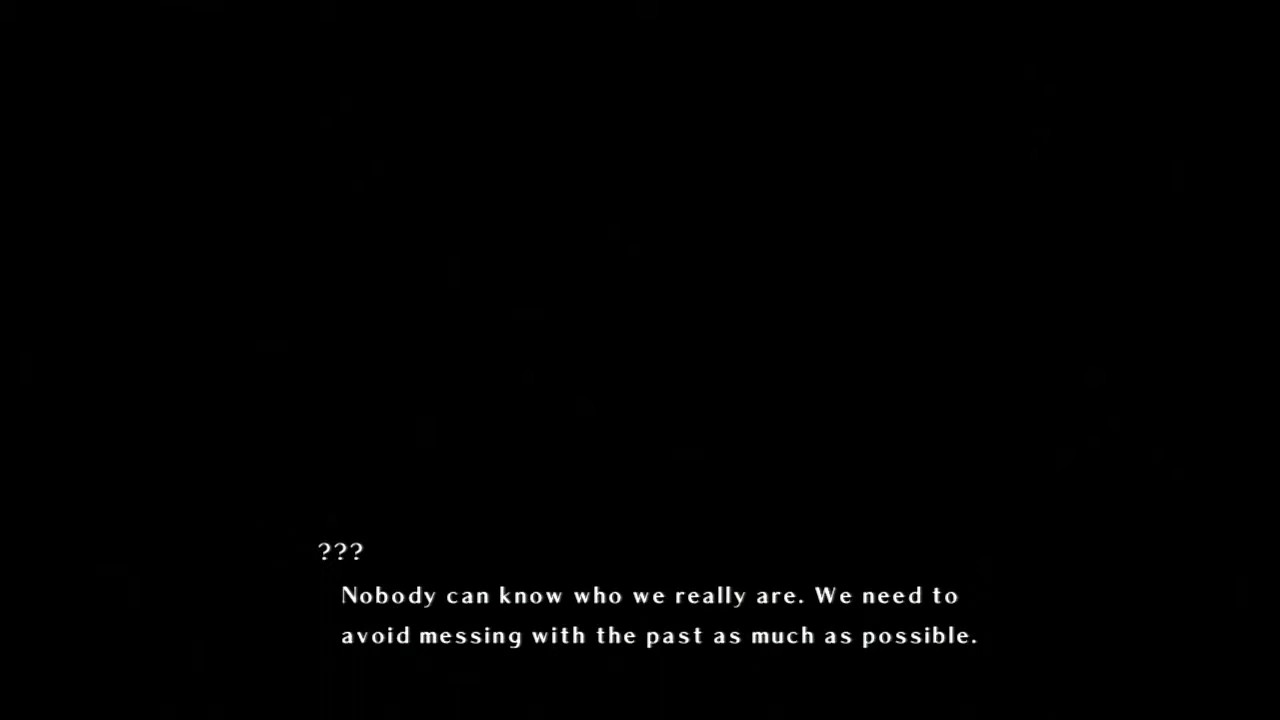 ???
Nobody can know who we really are. We need to
avoid messing with the past as much as possible.